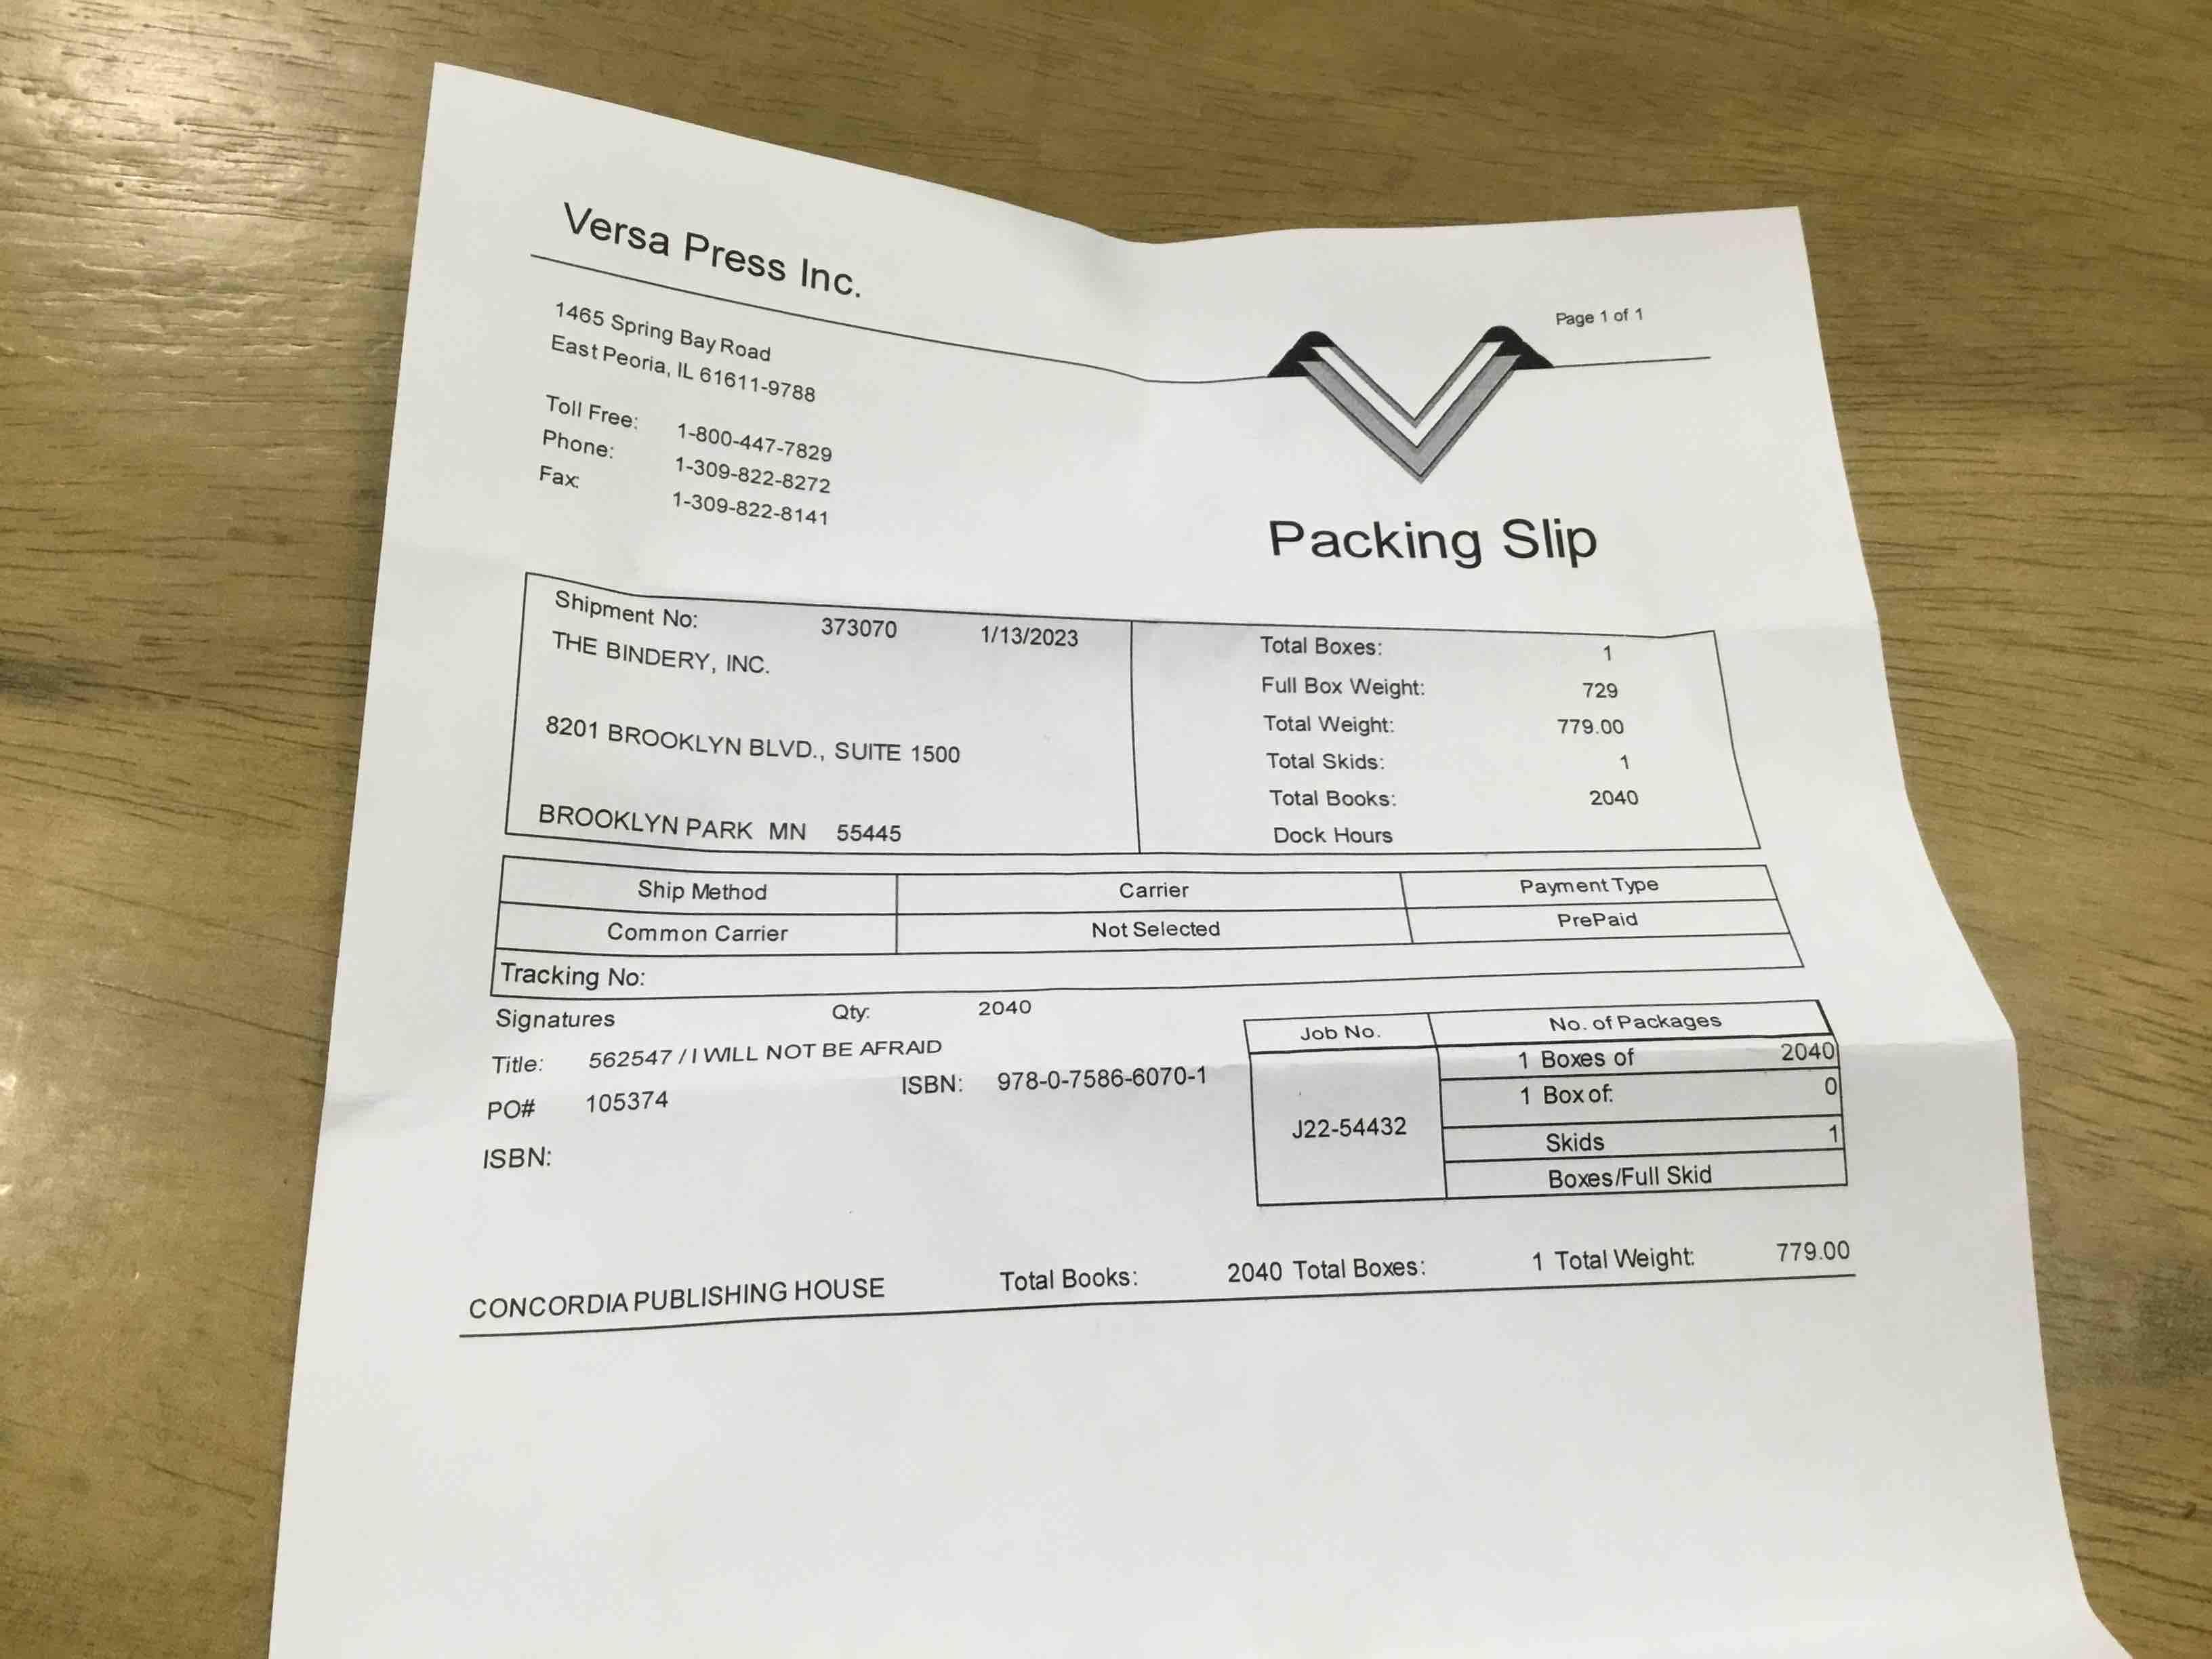 Versa Press Inc.
Page 1 of 1
1465 Spring Bay Road
East Peoria, IL 61611-9788
Toll Free: 1-800-447-7829
Phone: 1-309-822-8272
Fax: 1-309-822-8141
Packing Slip
Shipment No: 373070 1/13/2023
THE BINDERY, INC.
8201 BROOKLYN BLVD., SUITE 1500
BROOKLYN PARK MN 55445
Total Boxes: 1
Full Box Weight: 729
Total Weight: 779.00
Total Skids: 1
Total Books: 2040
Dock Hours
Ship Method Carrier Payment Type
Common Carrier Not Selected PrePaid
Tracking No:
Signatures Qty: 2040
Title: 562547 / I WILL NOT BE AFRAID
PO# 105374 ISBN: 978-0-7586-6070-1
ISBN:
Job No. No. of Packages
J22-54432
1 Boxes of 2040
1 Box of: 0
Skids 1
Boxes/Full Skid
CONCORDIA PUBLISHING HOUSE Total Books: 2040 Total Boxes: 1 Total Weight: 779.00